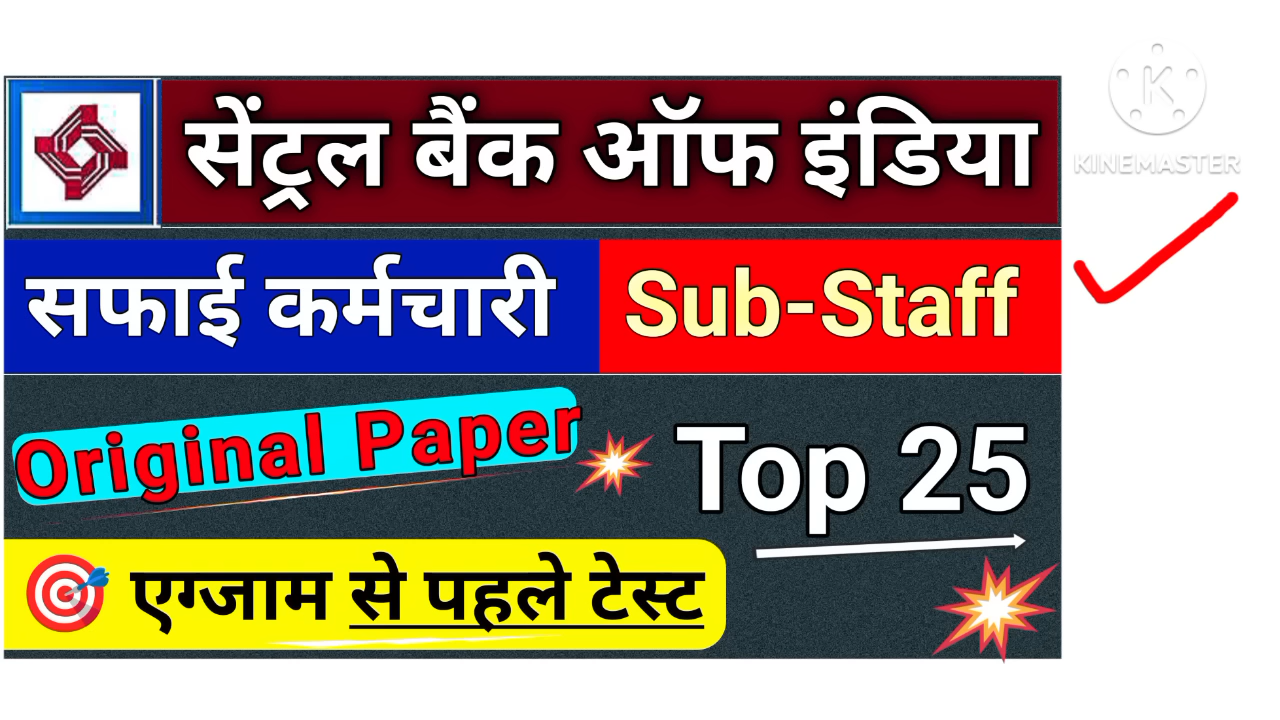 सेंट्रल बैंक ऑफ इंडिया
KINEMASTER
सफाई कर्मचारी Sub-Staff
Original Paper
Top 25
एग्जाम से पहले टेस्ट